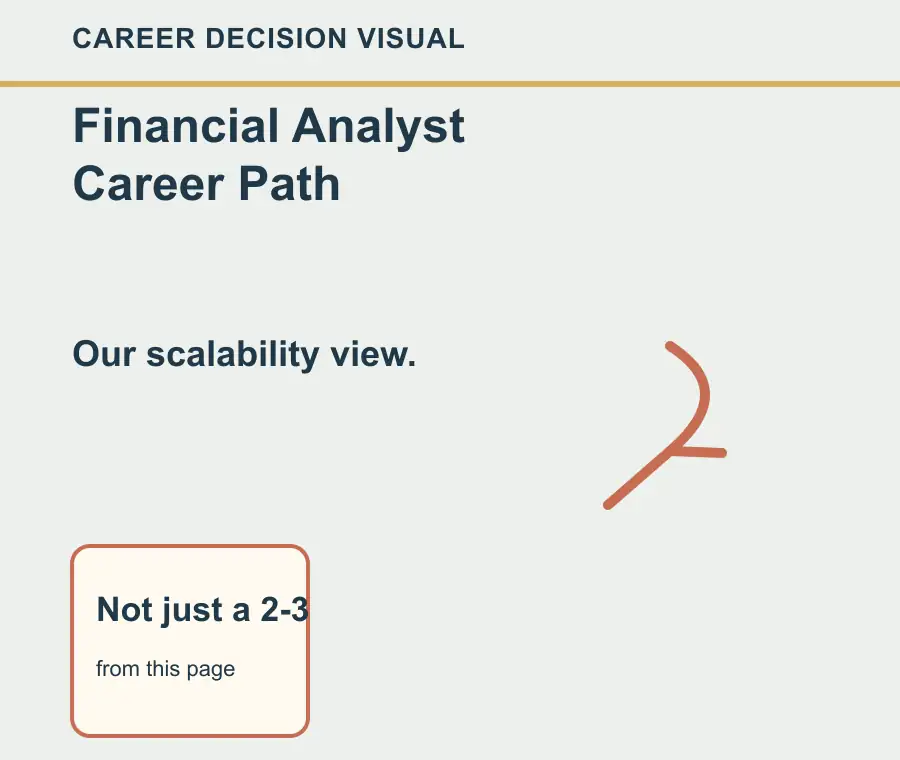 CAREER DECISION VISUAL
Financial Analyst
Career Path
Our scalability view.
Not just a 2-3
from this page